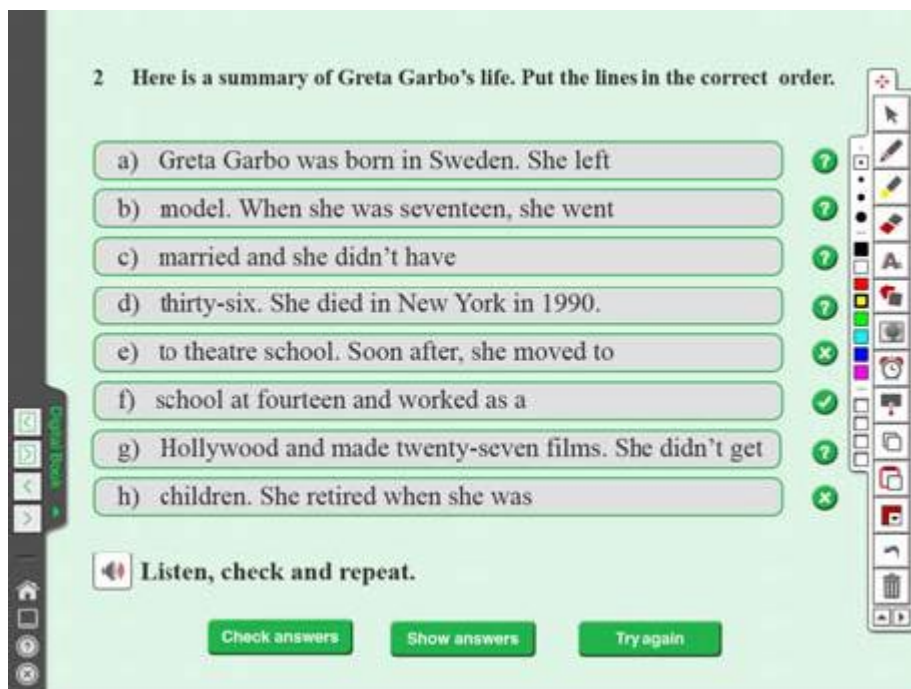 2 Here is a summary of Greta Garbo's life. Put the lines in the correct order.
a) Greta Garbo was born in Sweden. She left
b) model. When she was seventeen, she went
c) married and she didn't have
d) thirty-six. She died in New York in 1990.
e) to theatre school. Soon after, she moved to
f) school at fourteen and worked as a
g) Hollywood and made twenty-seven films. She didn't get
h) children. She retired when she was
Listen, check and repeat.
Check answers
Show answers
Try again
Digital Book